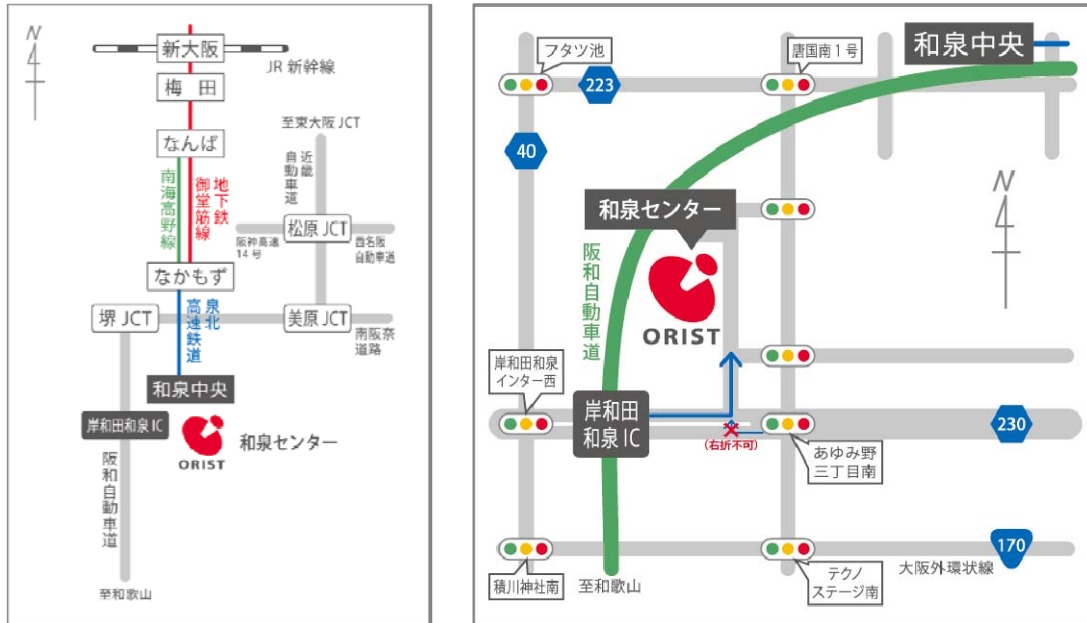 N
新大阪
JR 新幹線
梅 田
至東大阪 JCT
なんば
近畿
自動車道
南海高野線
地下鉄
御堂筋線
松原 JCT
阪神高速
14 号
西名阪
自動車道
なかもず
堺 JCT
泉北
高速鉄道
美原 JCT
南阪奈
道路
和泉中央
岸和田和泉 IC
和泉センター
ORIST
阪和自動車道
至和歌山
フタツ池
唐国南1号
和泉中央
223
40
N
和泉センター
阪和自動車道
ORIST
岸和田和泉
インター西
岸和田
和泉 IC
230
(右折不可)
あゆみ野
三丁目南
170
大阪外環状線
積川神社南
至和歌山
テクノ
ステージ南